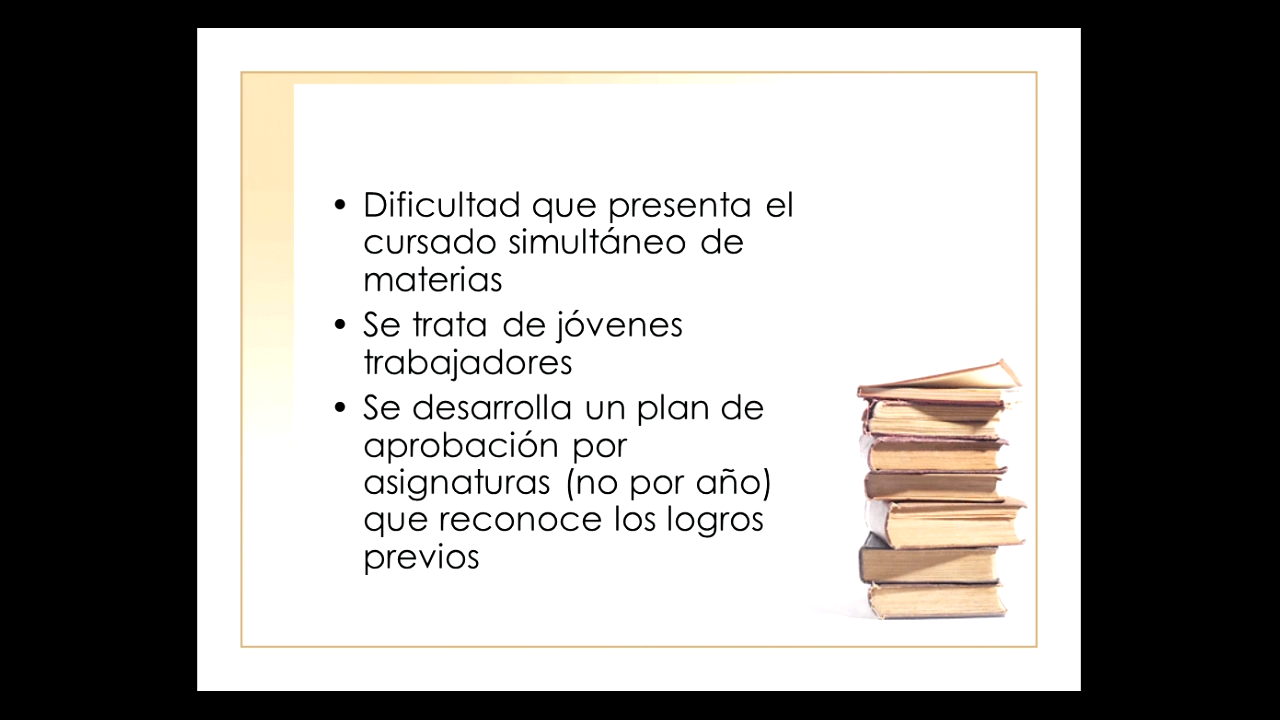 • Dificultad que presenta el
cursado simultáneo de
materias
• Se trata de jóvenes
trabajadores
• Se desarrolla un plan de
aprobación por
asignaturas (no por año)
que reconoce los logros
previos